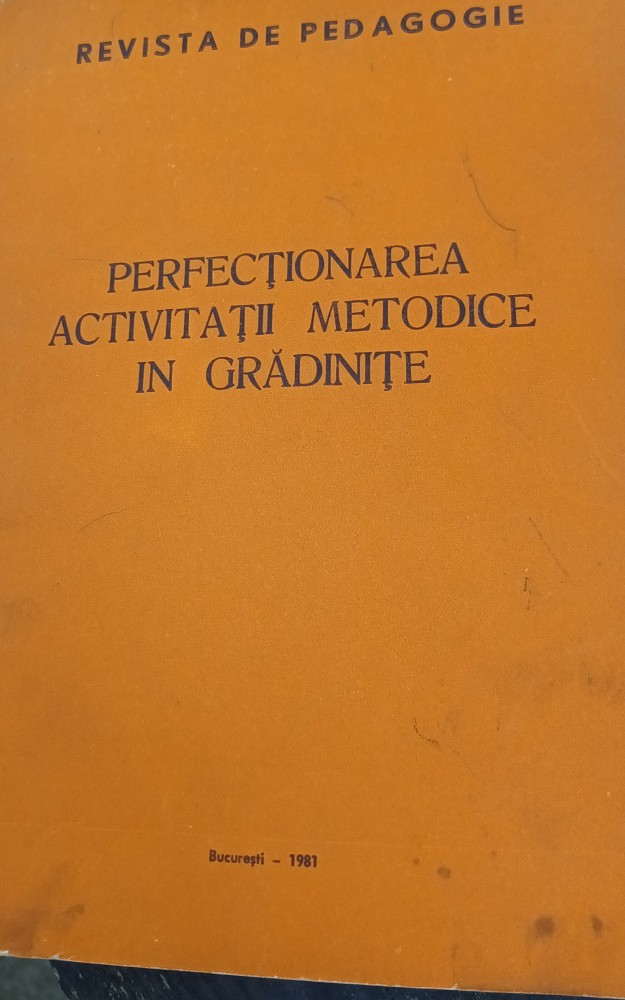 REVISTA DE PEDAGOGIE
PERFECŢIONAREA
ACTIVITAŢII METODICE
IN GRĂDINIŢE
Bucureşti - 1981